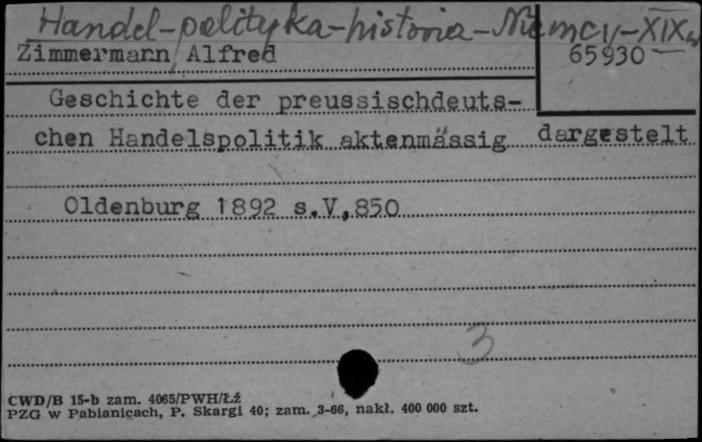 Handel-polityka-historia-Niemcy-XIXw
Zimmermann Alfred
65930
Geschichte der preussischdeuts-
chen Handelspolitik aktenmässig dargestelt
Oldenburg 1892 s.V,850
3
CWD/B 15-b zam. 4065/PWH/Łź
PZG w Pabianicach, P. Skargi 40; zam. 3-66, nakł. 400 000 szt.